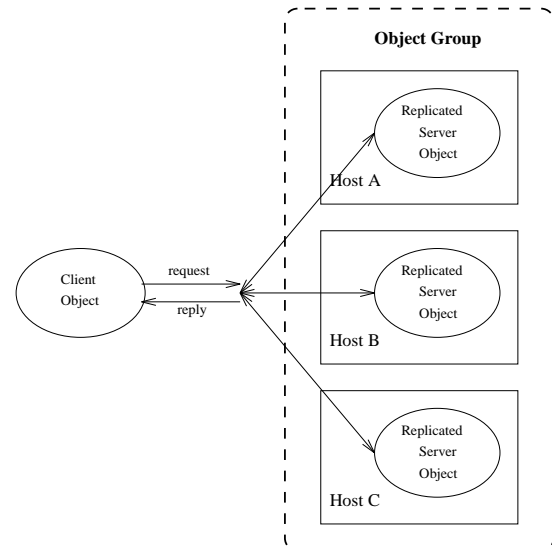 Object Group
Replicated
Server
Object
Host A
Client
Object
request
reply
Replicated
Server
Object
Host B
Replicated
Server
Object
Host C